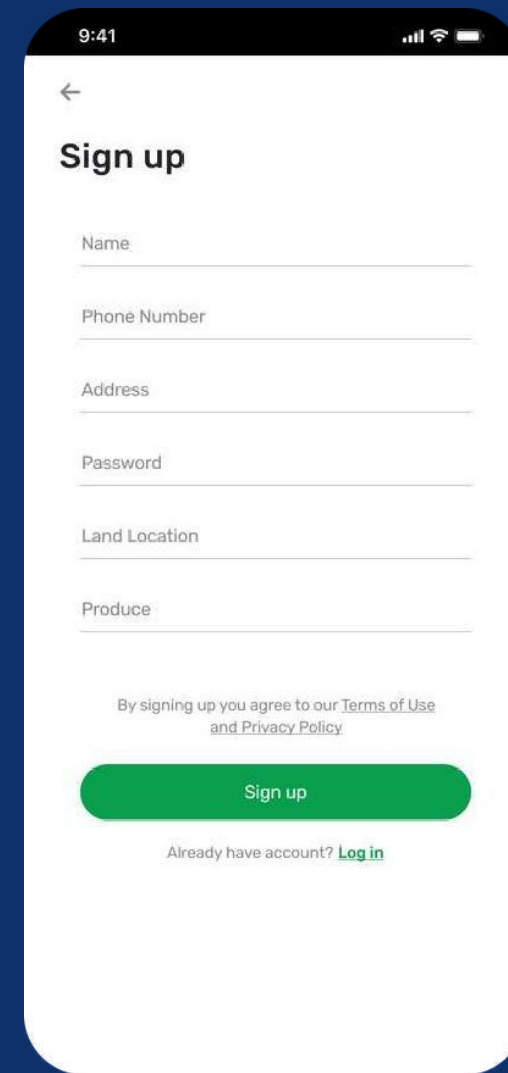 9:41
Sign up
Name
Phone Number
Address
Password
Land Location
Produce
By signing up you agree to our Terms of Use
and Privacy Policy
Sign up
Already have account? Log in